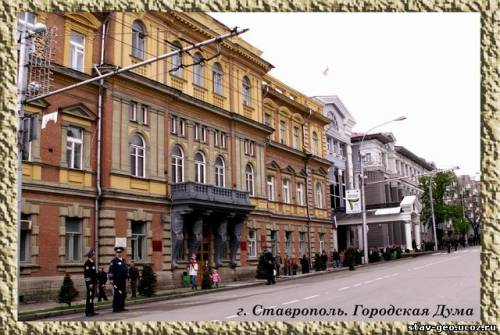 г. Ставрополь. Городская Дума
stav-geo.ucoz.ru